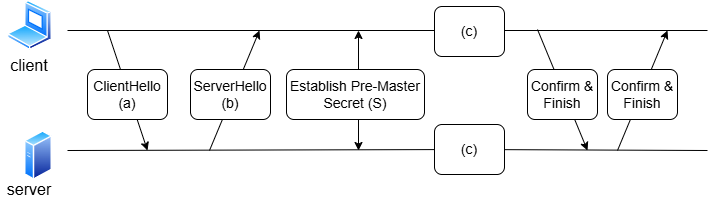 client
ClientHello
(a)
ServerHello
(b)
Establish Pre-Master
Secret (S)
(c)
Confirm &
Finish
Confirm &
Finish
(c)
server